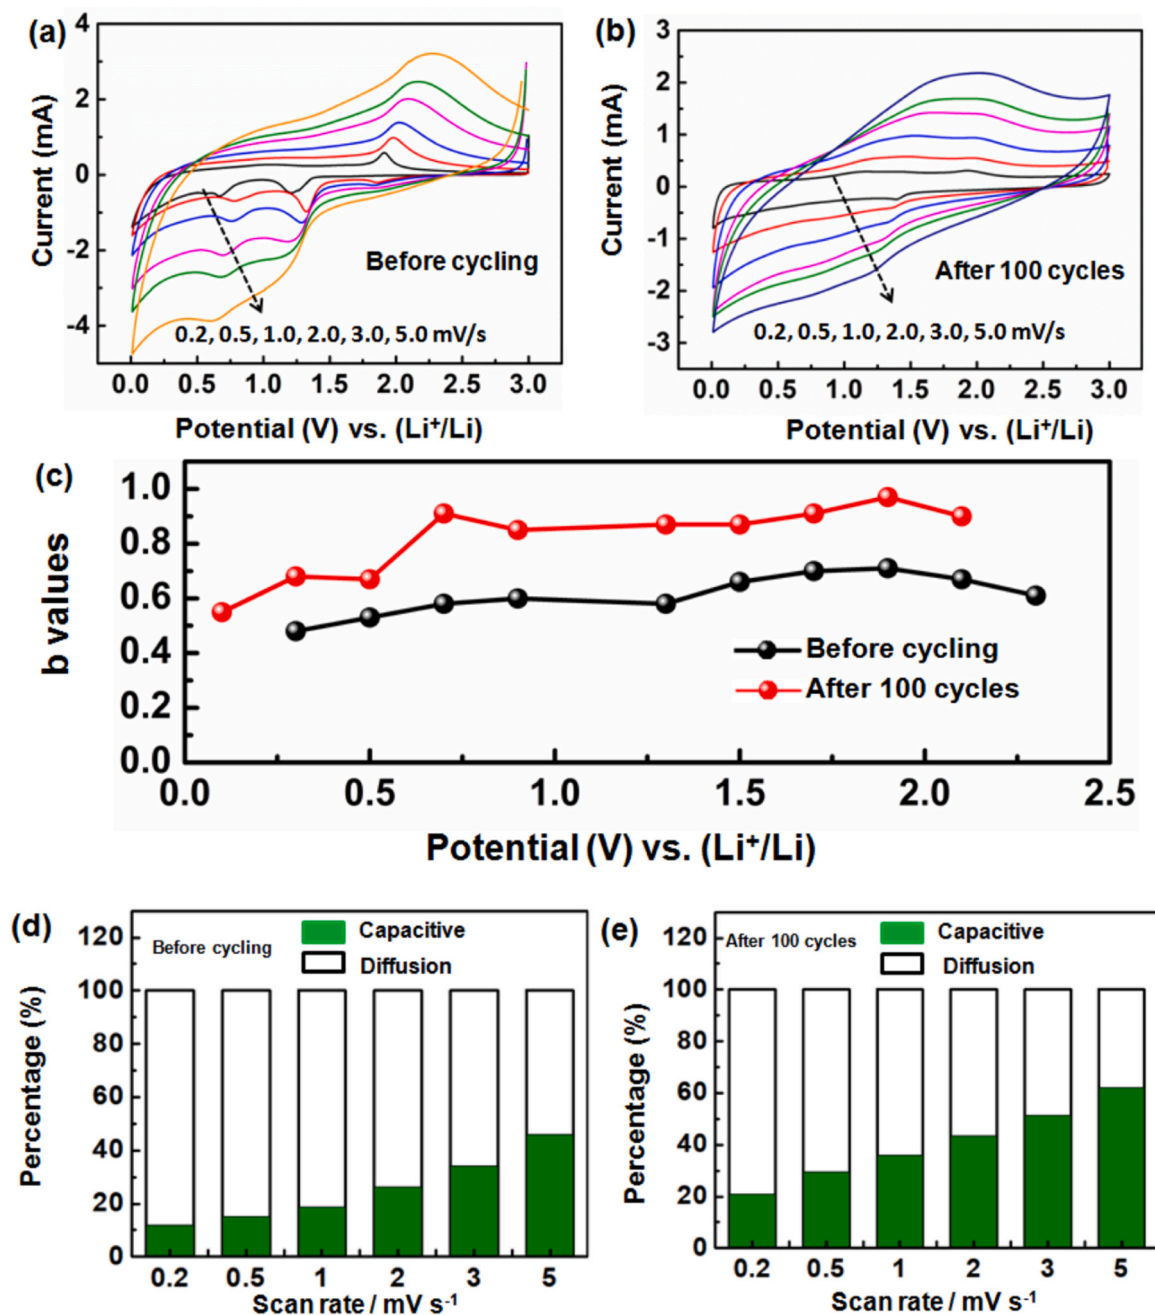 (a)
4
2
0
-2
-4
Current (mA)
Before cycling
0.2, 0.5, 1.0, 2.0, 3.0, 5.0 mV/s
0.0 0.5 1.0 1.5 2.0 2.5 3.0
Potential (V) vs. (Li⁺/Li)
(b)
3
2
1
0
-1
-2
-3
Current (mA)
After 100 cycles
0.2, 0.5, 1.0, 2.0, 3.0, 5.0 mV/s
0.0 0.5 1.0 1.5 2.0 2.5 3.0
Potential (V) vs. (Li⁺/Li)
(c)
1.0
0.8
0.6
0.4
0.2
0.0
b values
Before cycling
After 100 cycles
0.0 0.5 1.0 1.5 2.0 2.5
Potential (V) vs. (Li⁺/Li)
(d)
120
100
80
60
40
20
0
Percentage (%)
Before cycling
Capacitive
Diffusion
0.2 0.5 1 2 3 5
Scan rate / mV s⁻¹
(e)
120
100
80
60
40
20
0
Percentage (%)
After 100 cycles
Capacitive
Diffusion
0.2 0.5 1 2 3 5
Scan rate / mV s⁻¹